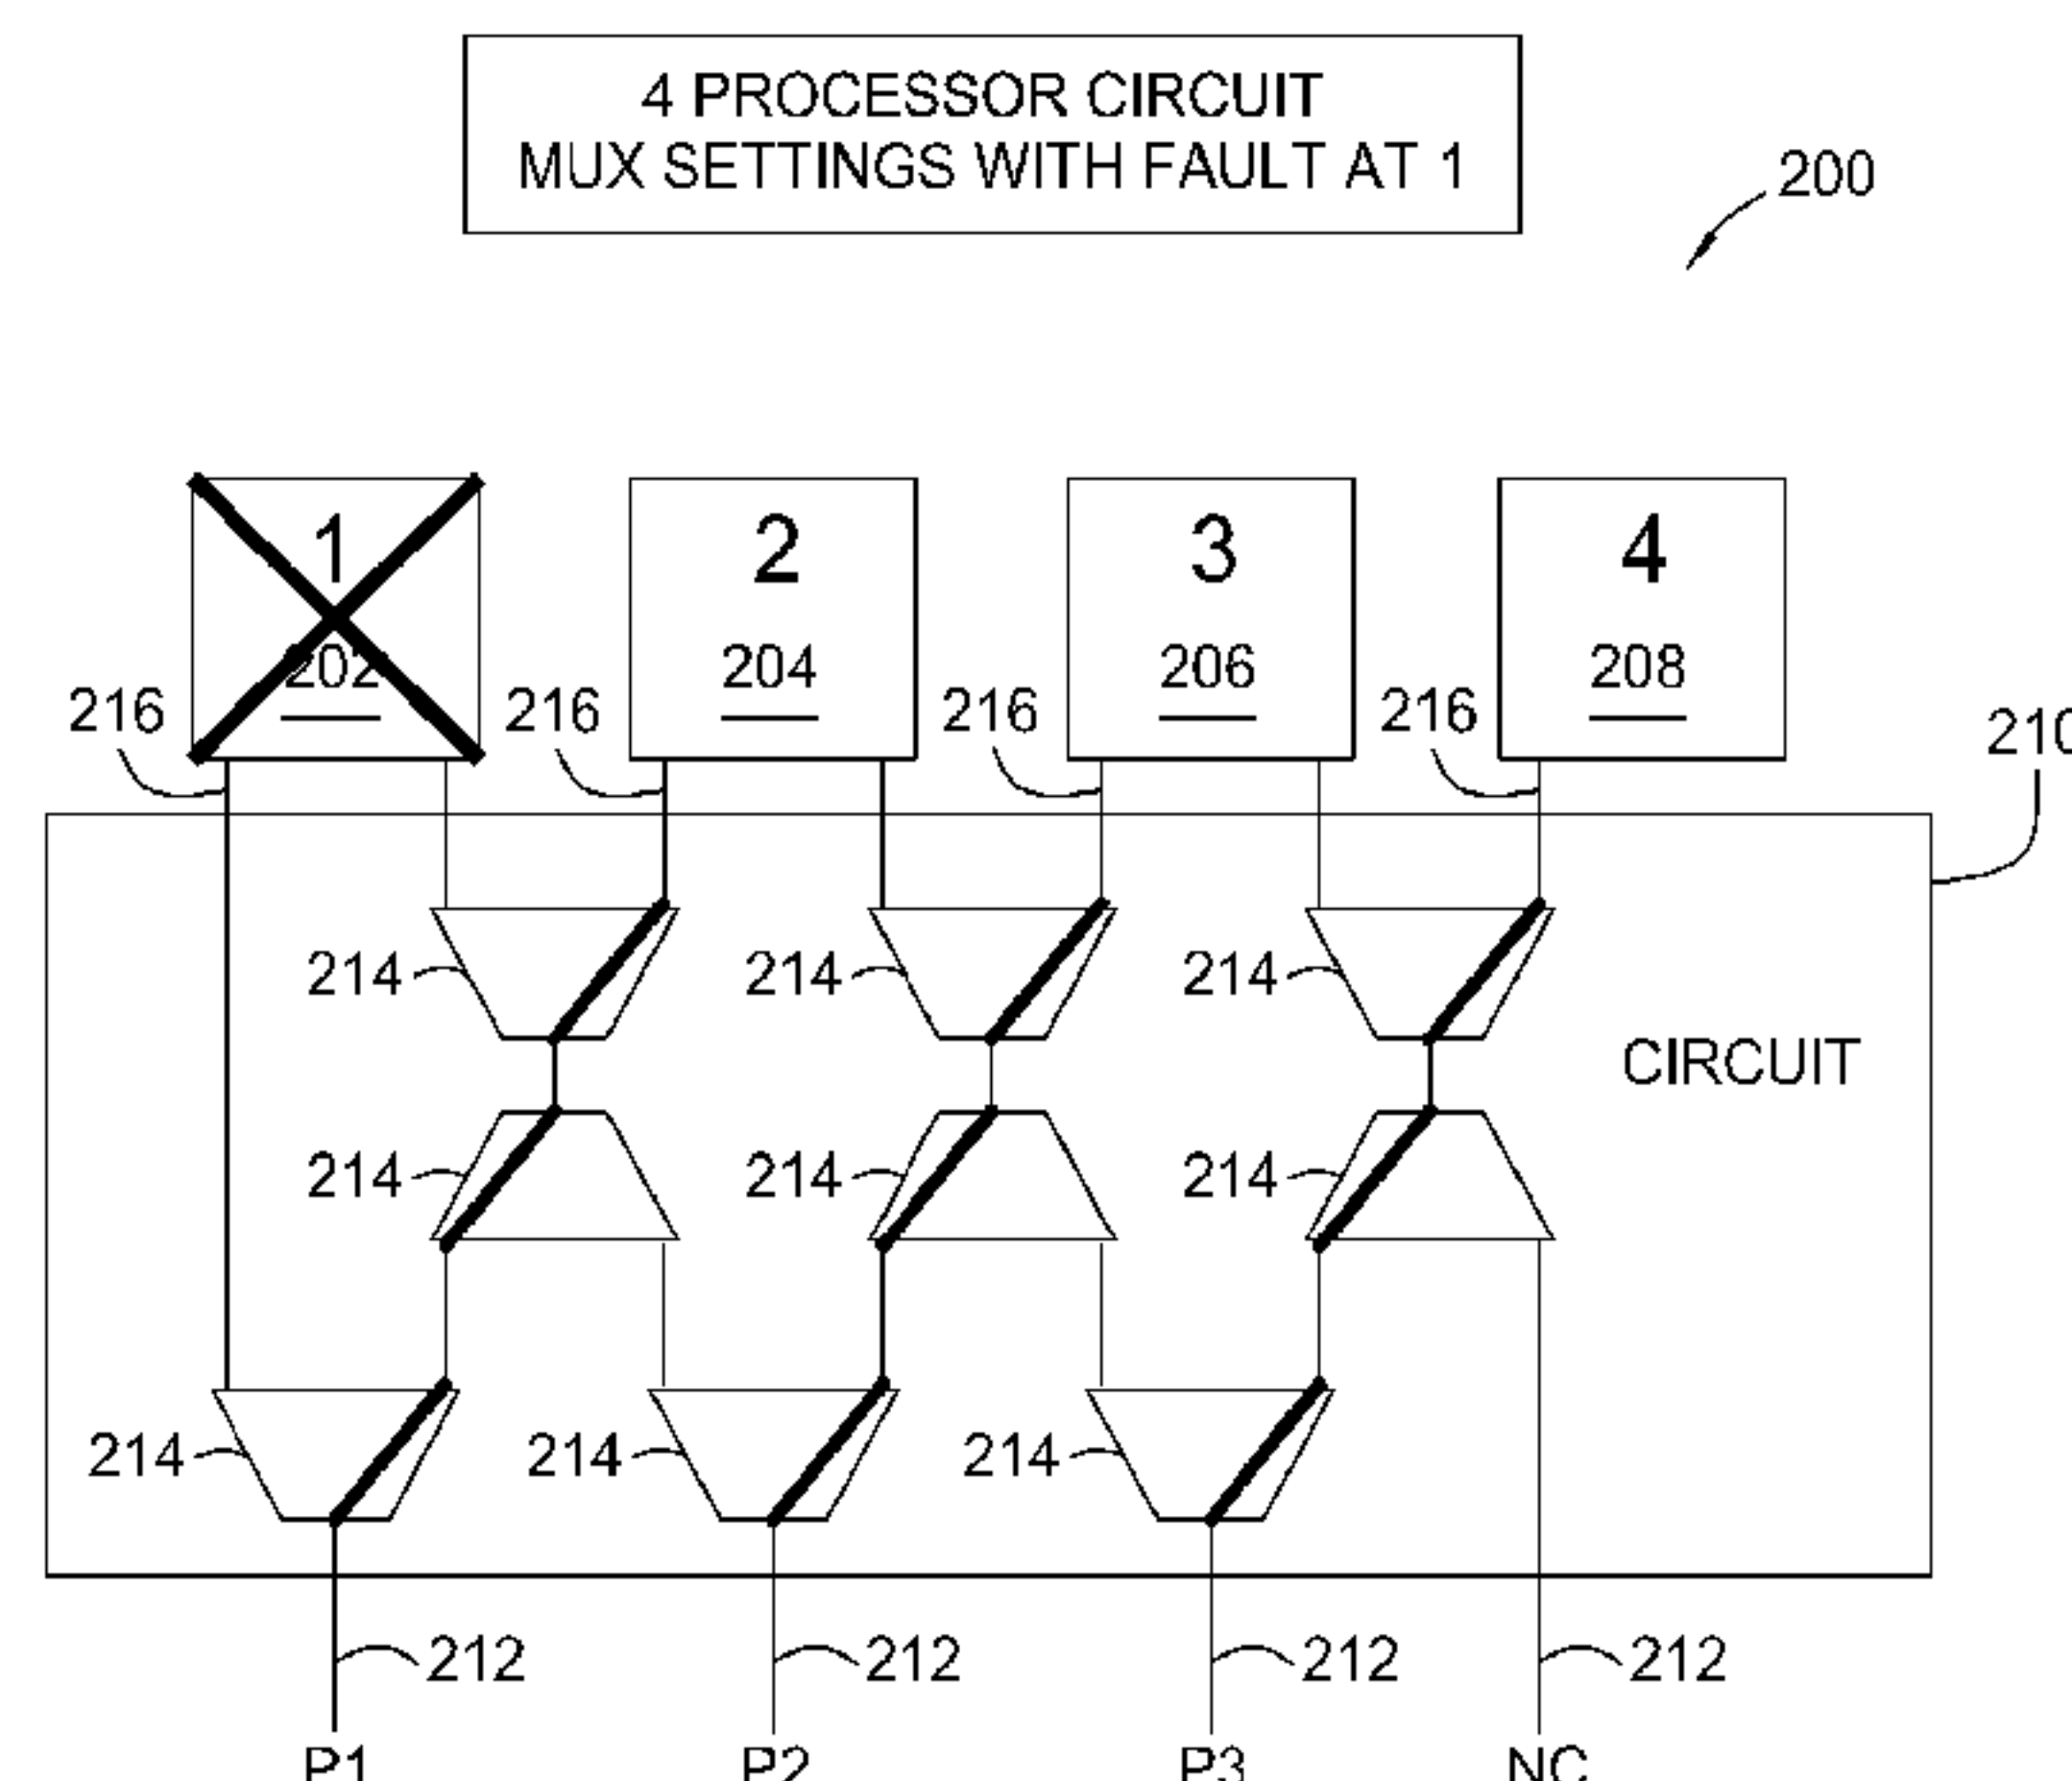 4 PROCESSOR CIRCUIT
MUX SETTINGS WITH FAULT AT 1
200
1 2 3 4
202 204 206 208
216 216 216 216
210
214 214 214
CIRCUIT
214 214 214
214 214 214
212 212 212 212
P1 P2 P3 NC